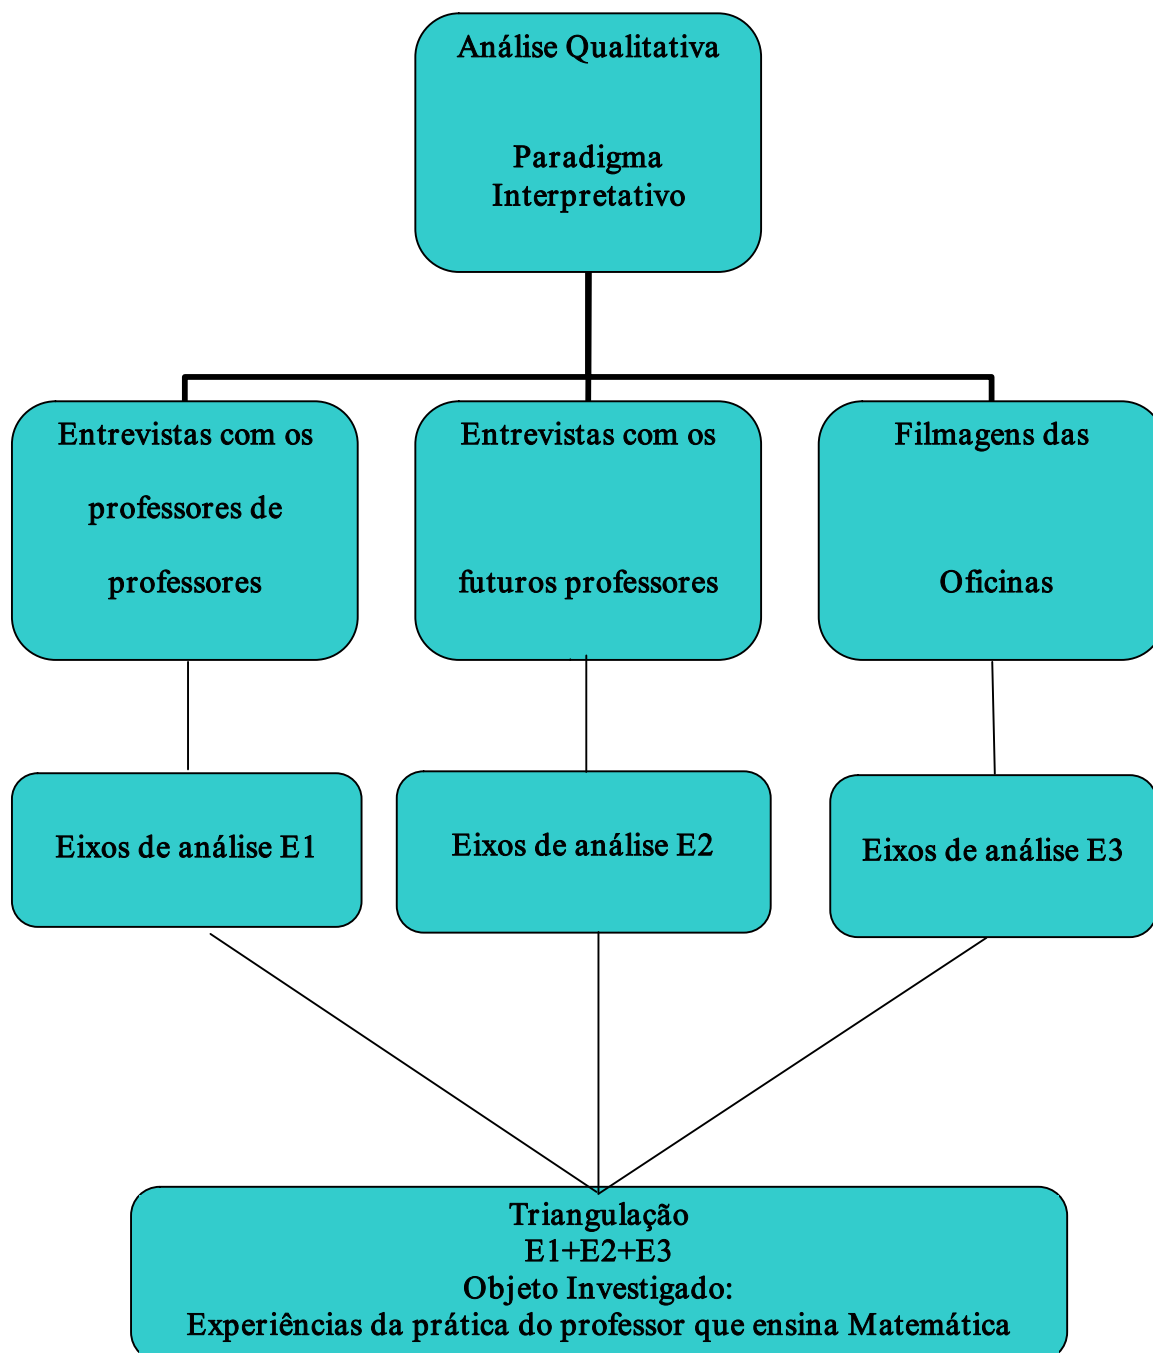 Análise Qualitativa
Paradigma
Interpretativo
Entrevistas com os
professores de
professores
Entrevistas com os
futuros professores
Filmagens das
Oficinas
Eixos de análise E1
Eixos de análise E2
Eixos de análise E3
Triangulação
E1+E2+E3
Objeto Investigado:
Experiências da prática do professor que ensina Matemática